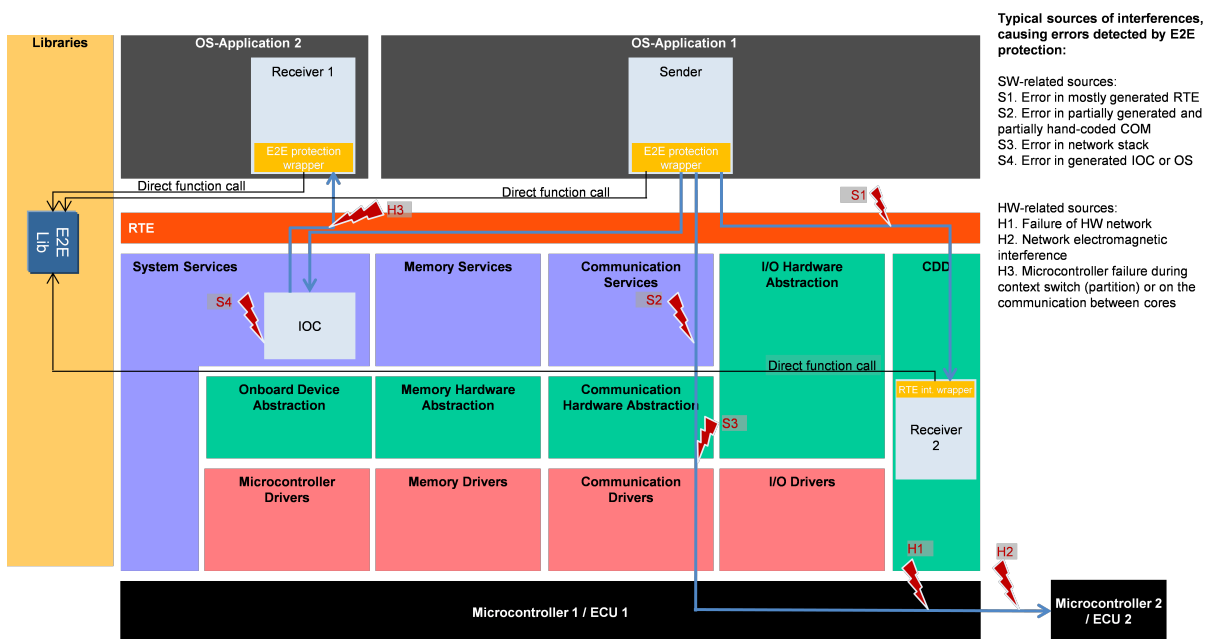 Libraries
OS-Application 2
OS-Application 1
Receiver 1
Sender
E2E protection
wrapper
E2E protection
wrapper
Direct function call
Direct function call
E2E
Lib
H3
S1
RTE
System Services
Memory Services
Communication
Services
I/O Hardware
Abstraction
CDD
S4
S2
IOC
Direct function call
Onboard Device
Abstraction
Memory Hardware
Abstraction
Communication
Hardware Abstraction
RTE int. wrapper
S3
Receiver
2
Microcontroller
Drivers
Memory Drivers
Communication
Drivers
I/O Drivers
H1
H2
Microcontroller 1 / ECU 1
Microcontroller 2
/ ECU 2
Typical sources of interferences,
causing errors detected by E2E
protection:
SW-related sources:
S1. Error in mostly generated RTE
S2. Error in partially generated and
partially hand-coded COM
S3. Error in network stack
S4. Error in generated IOC or OS
HW-related sources:
H1. Failure of HW network
H2. Network electromagnetic
interference
H3. Microcontroller failure during
context switch (partition) or on the
communication between cores